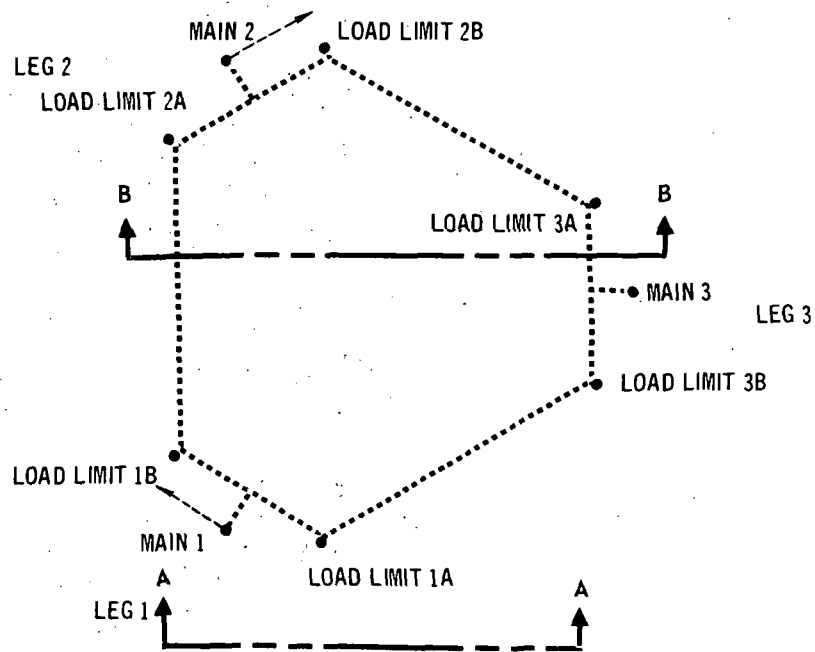 MAIN 2
LOAD LIMIT 2B
LEG 2
LOAD LIMIT 2A
B
B
LOAD LIMIT 3A
MAIN 3
LEG 3
LOAD LIMIT 3B
LOAD LIMIT 1B
MAIN 1
LOAD LIMIT 1A
A
A
LEG 1